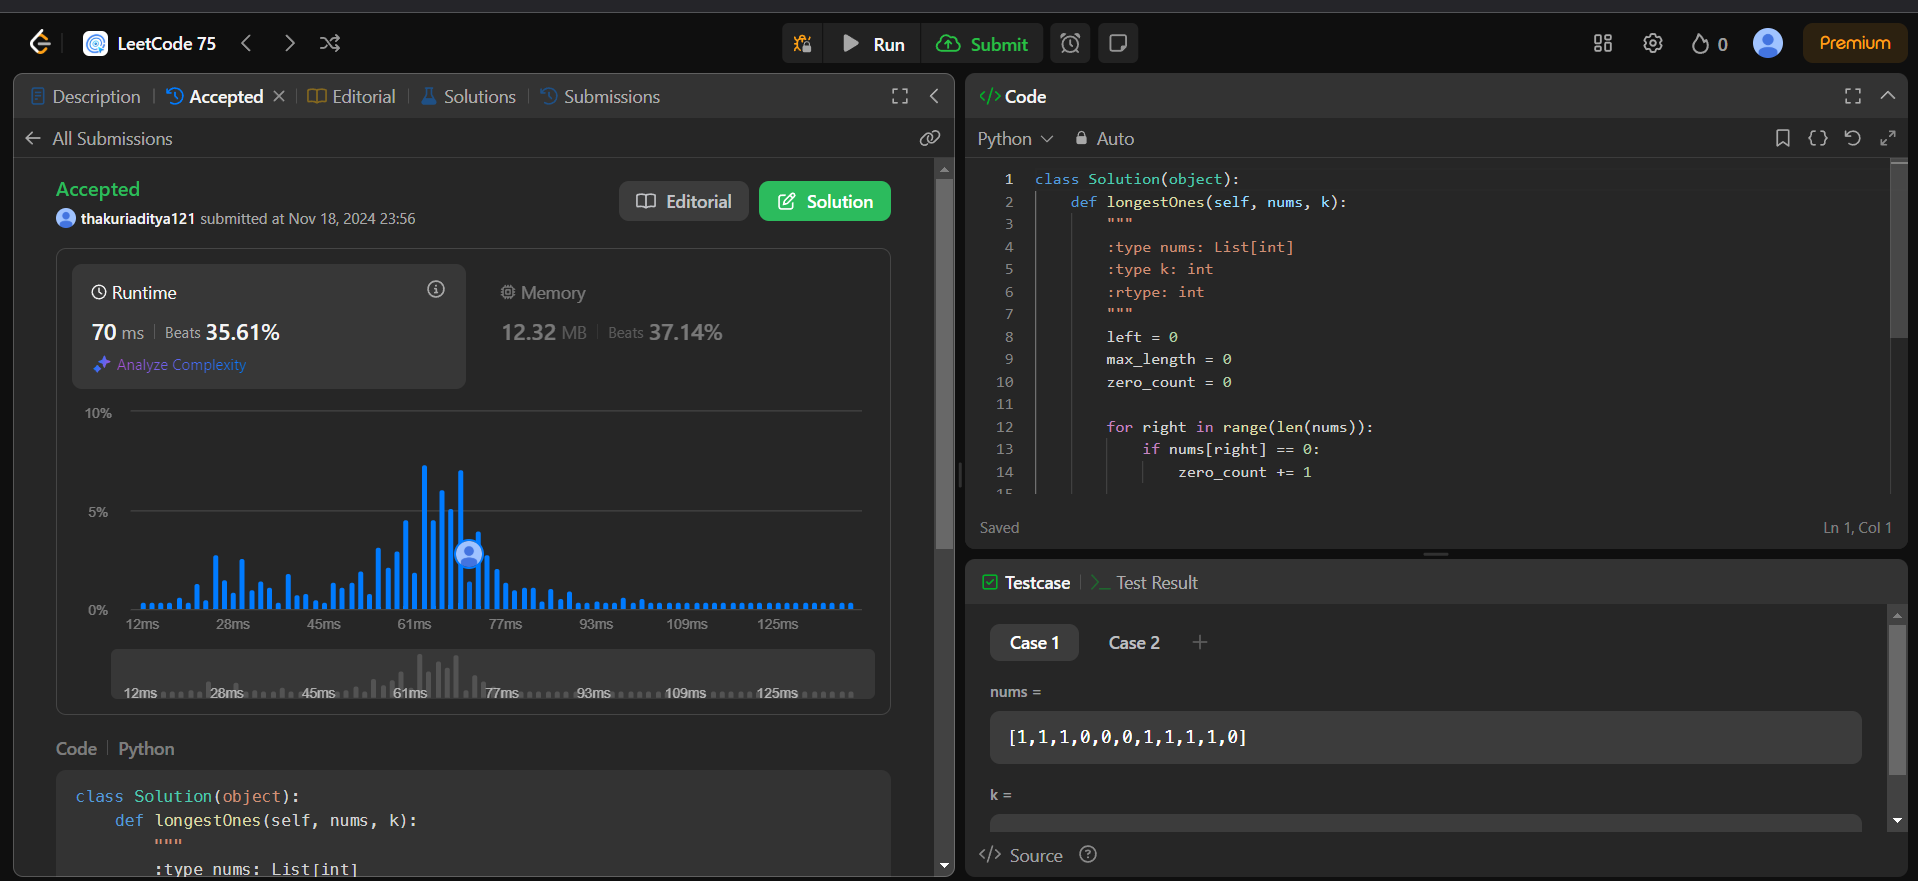 LeetCode 75
Run
Submit
0
Premium
Description
Accepted
Editorial
Solutions
Submissions
All Submissions
Accepted
thakuriaditya121 submitted at Nov 18, 2024 23:56
Editorial
Solution
Runtime
70 ms
Beats 35.61%
Analyze Complexity
Memory
12.32 MB
Beats 37.14%
10%
5%
0%
12ms 28ms 45ms 61ms 77ms 93ms 109ms 125ms
12ms 28ms 45ms 61ms 77ms 93ms 109ms 125ms
Code
Python
class Solution(object):
def longestOnes(self, nums, k):
"""
:type nums: List[int]
</> Code
Python
Auto
1 class Solution(object):
2 def longestOnes(self, nums, k):
3 """
4 :type nums: List[int]
5 :type k: int
6 :rtype: int
7 """
8 left = 0
9 max_length = 0
10 zero_count = 0
11
12 for right in range(len(nums)):
13 if nums[right] == 0:
14 zero_count += 1
15
Saved
Ln 1, Col 1
Testcase
>_ Test Result
Case 1
Case 2
+
nums =
[1,1,1,0,0,0,1,1,1,1,0]
k =
</> Source